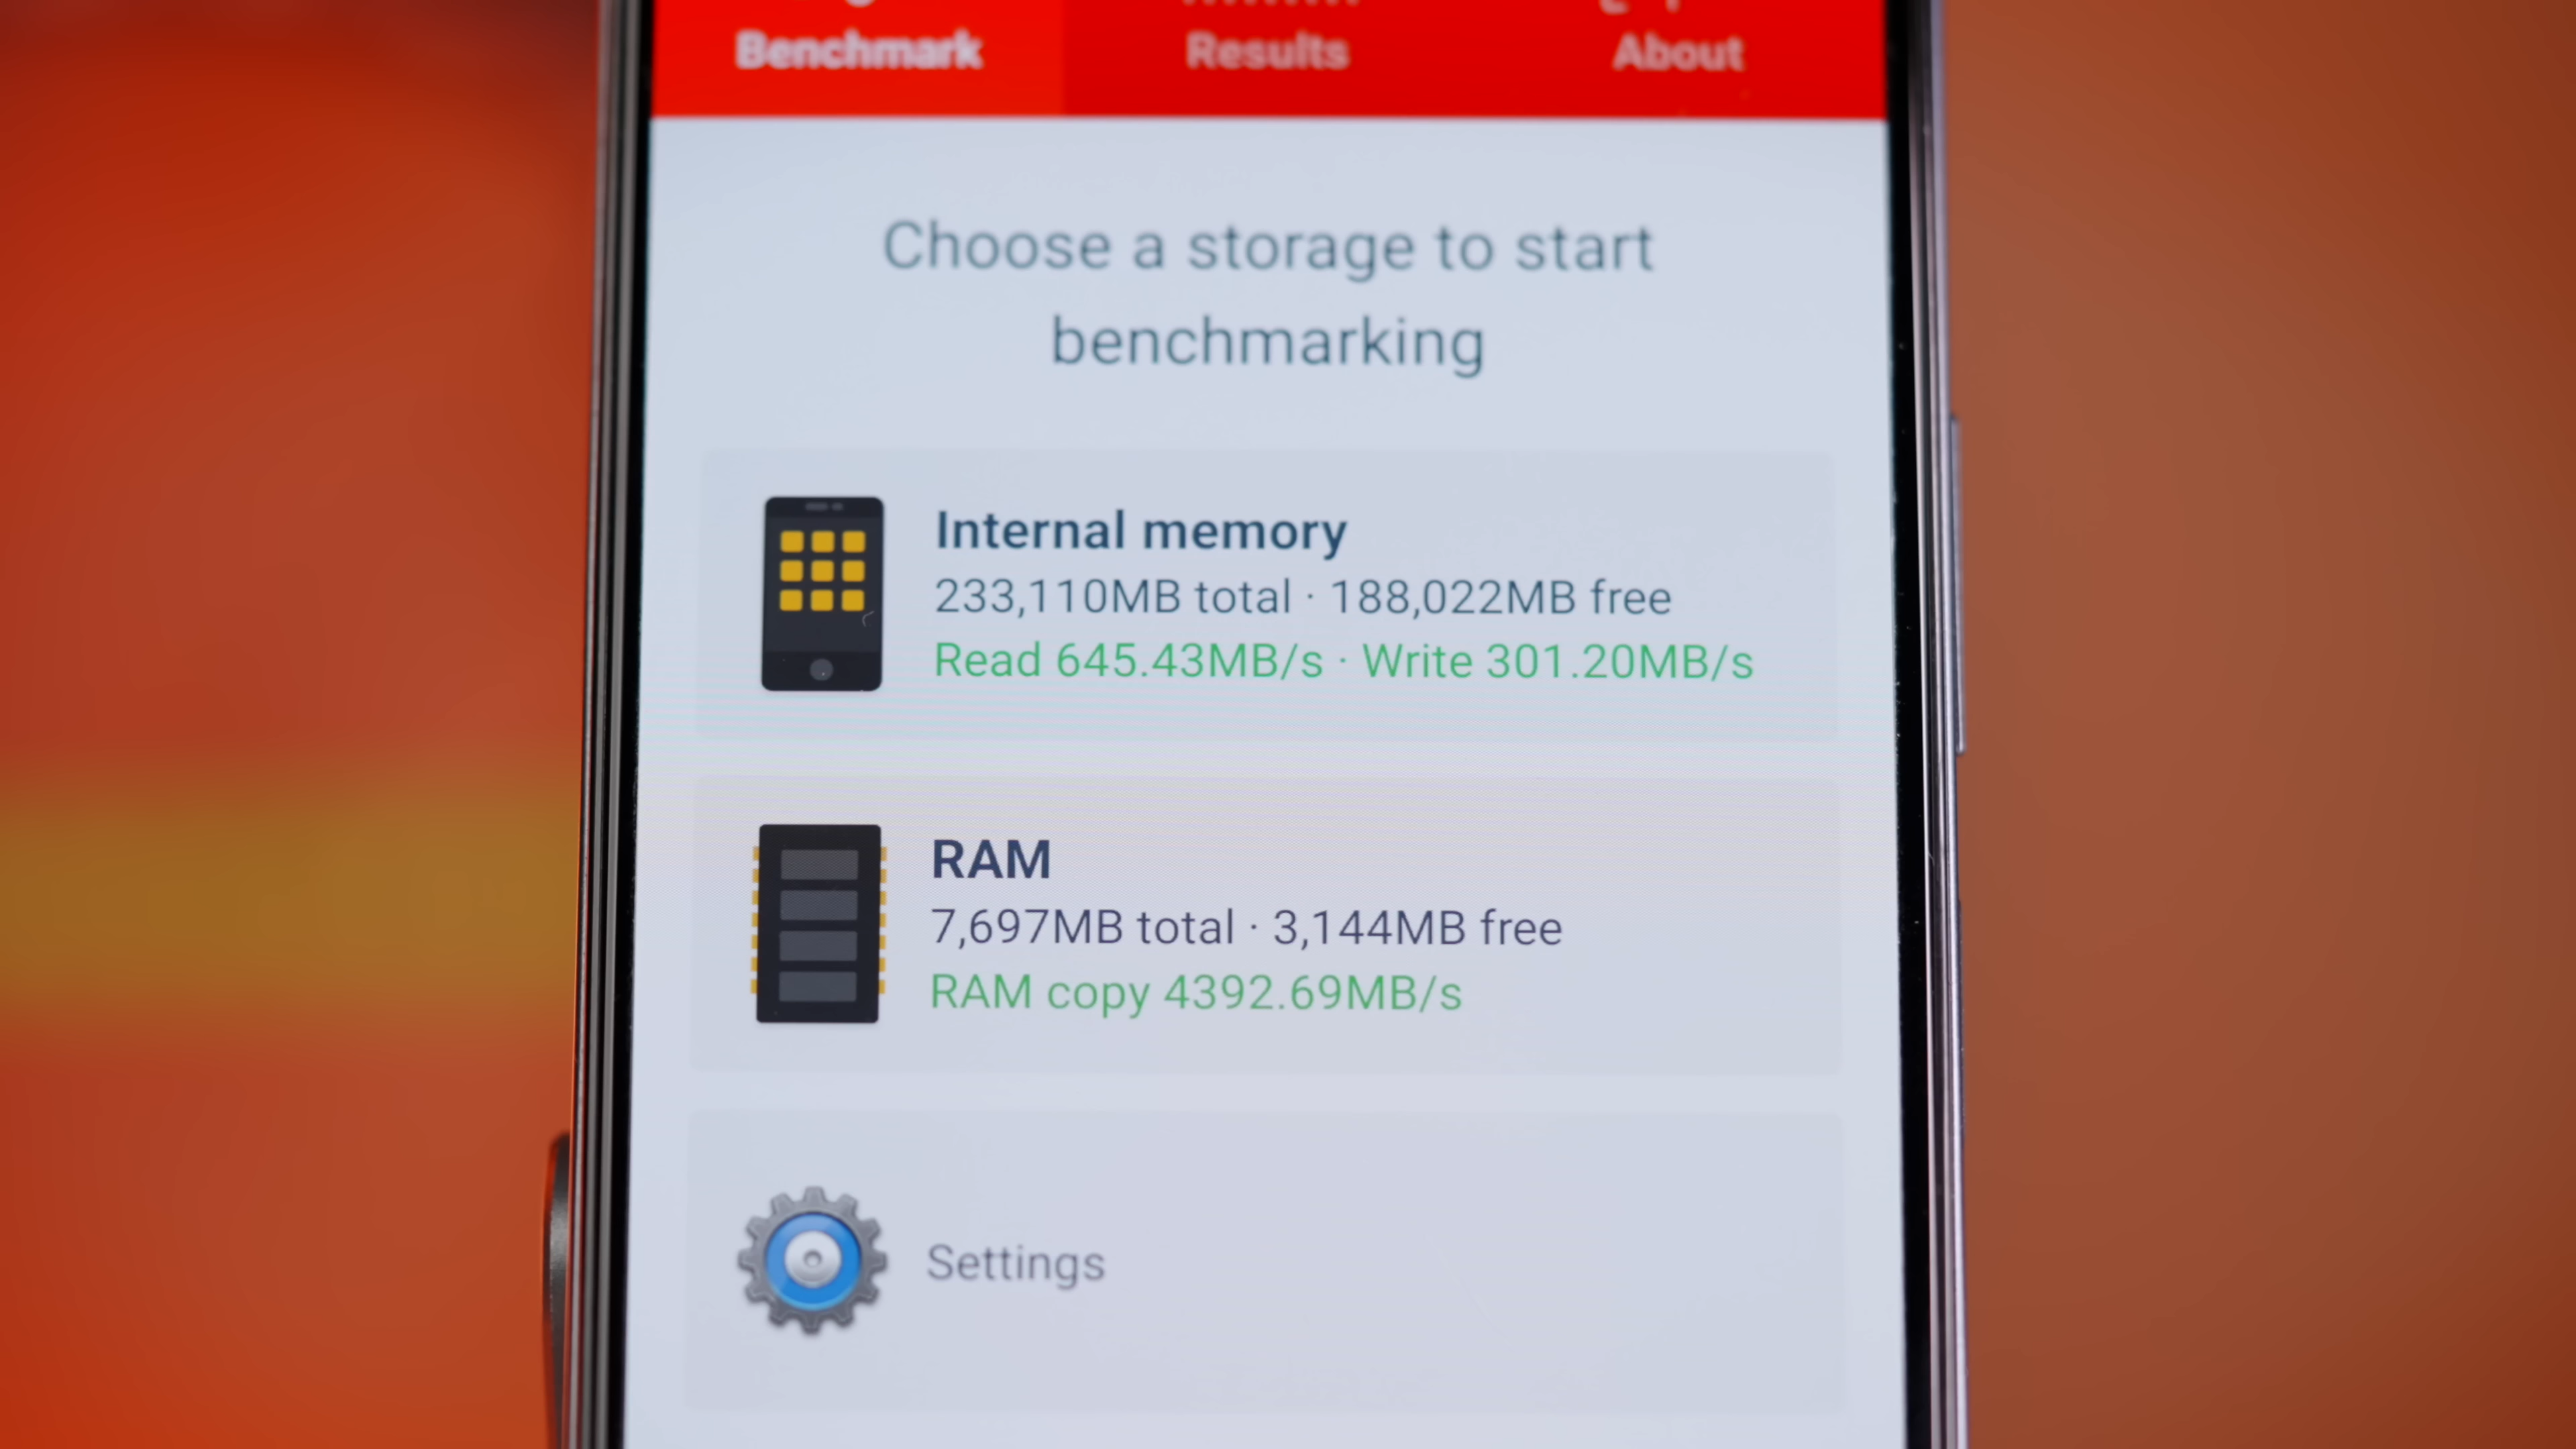 Benchmark Results About
Choose a storage to start
benchmarking
Internal memory
233,110MB total · 188,022MB free
Read 645.43MB/s · Write 301.20MB/s
RAM
7,697MB total · 3,144MB free
RAM copy 4392.69MB/s
Settings